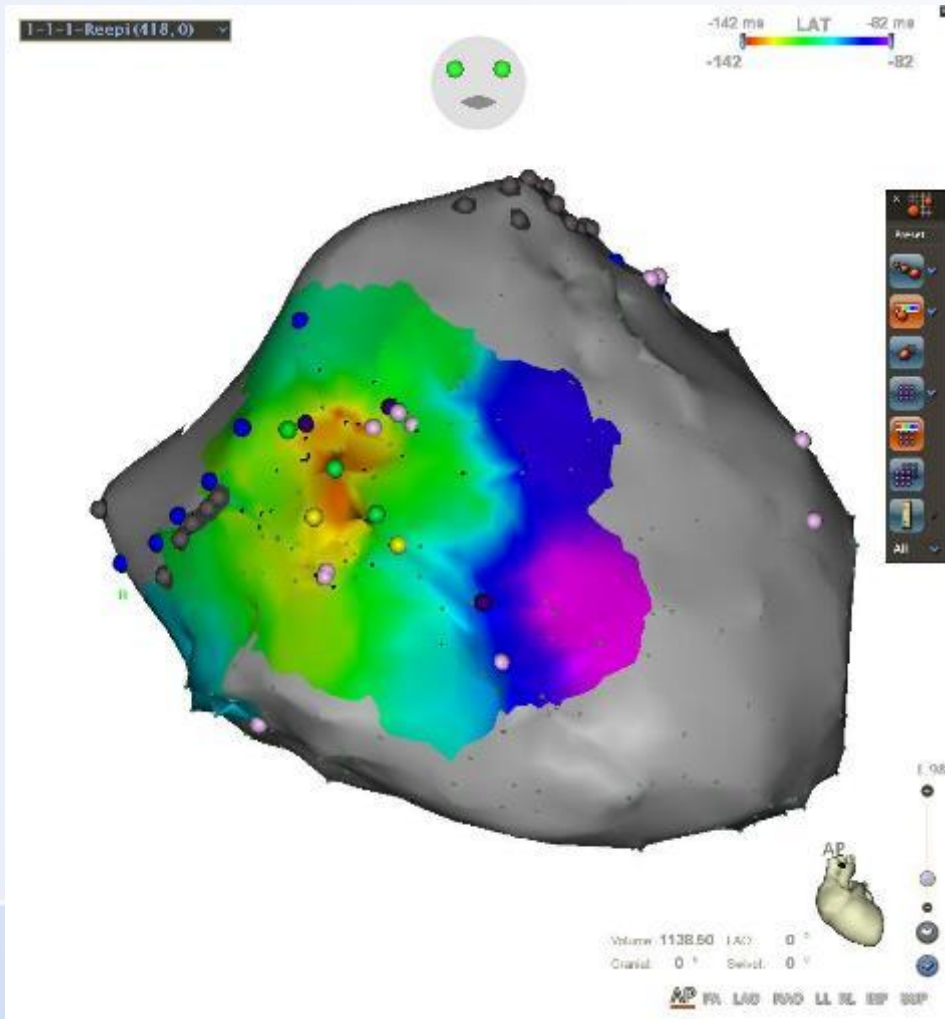 1-1-1-Reepi(418,0)
-142 ms LAT -82 ms
-142 -82
Preset
All
AP
Volume: 1138.50 LAO: 0 °
Cranial: 0 ° Swivel: 0 °
AP PA LAO RAO LL RL INF SUP